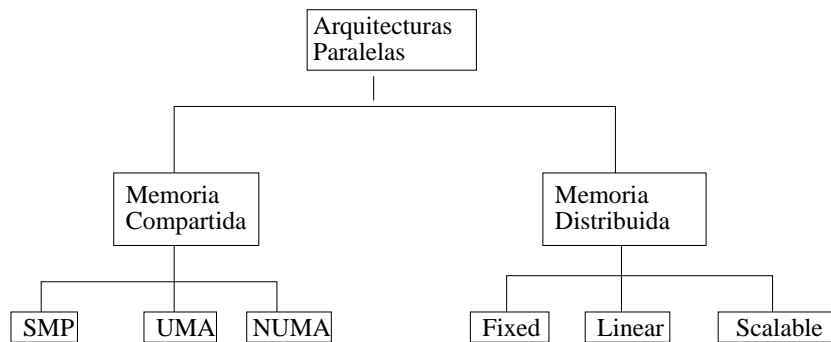 Arquitecturas
Paralelas
Memoria
Compartida
Memoria
Distribuida
SMP
UMA
NUMA
Fixed
Linear
Scalable